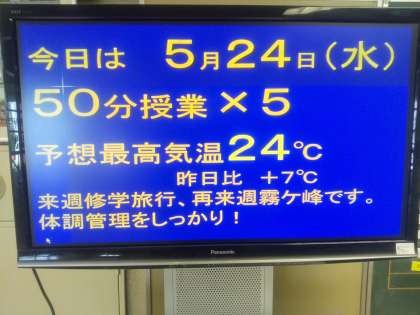 今日は 5月24日(水)
50分授業×5
予想最高気温24℃
昨日比 +7℃
来週修学旅行、再来週霧ケ峰です。
体調管理をしっかり！
Panasonic